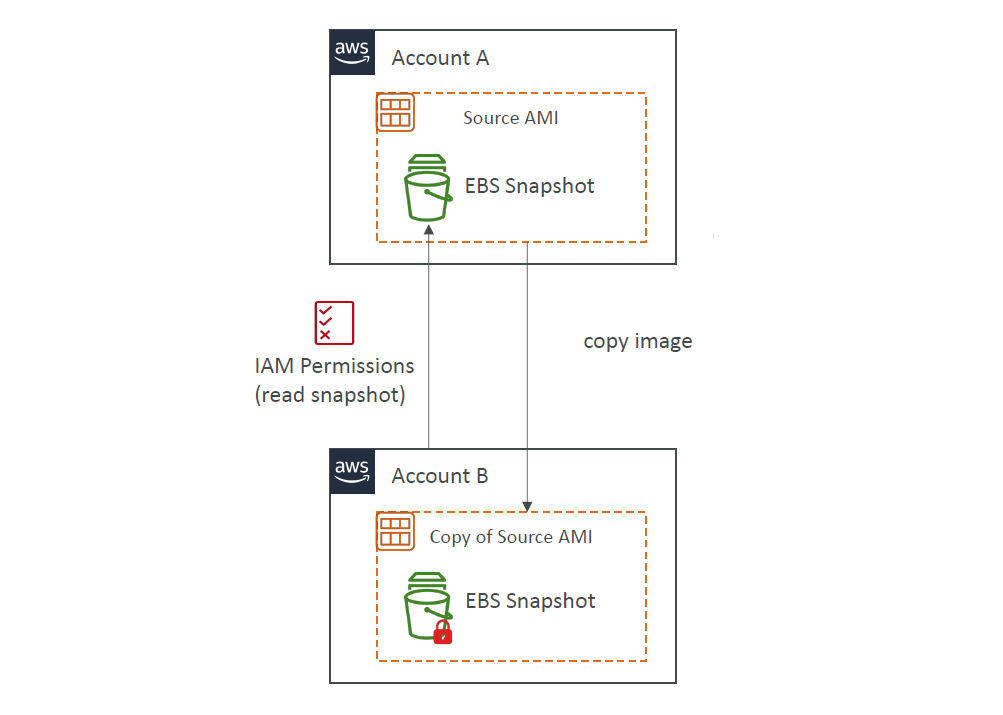 aws
Account A
Source AMI
EBS Snapshot
IAM Permissions
(read snapshot)
copy image
aws
Account B
Copy of Source AMI
EBS Snapshot